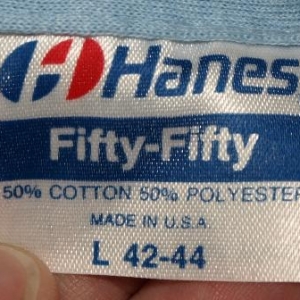 Hanes
Fifty-Fifty
50% COTTON 50% POLYESTER
MADE IN U.S.A.
L 42-44